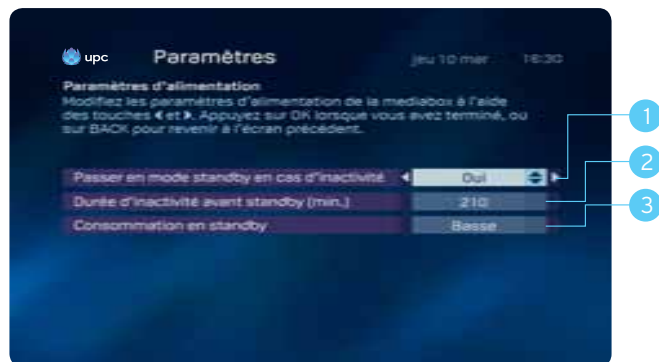 upc Paramètres jeu 10 mar 16:30
Paramètres d'alimentation
Modifiez les paramètres d'alimentation de la mediabox à l'aide
des touches ◀ et ▶. Appuyez sur OK lorsque vous avez terminé, ou
sur BACK pour revenir à l'écran précédent.
Passer en mode standby en cas d'inactivité Oui 1
Durée d'inactivité avant standby (min.) 210 2
Consommation en standby Basse 3